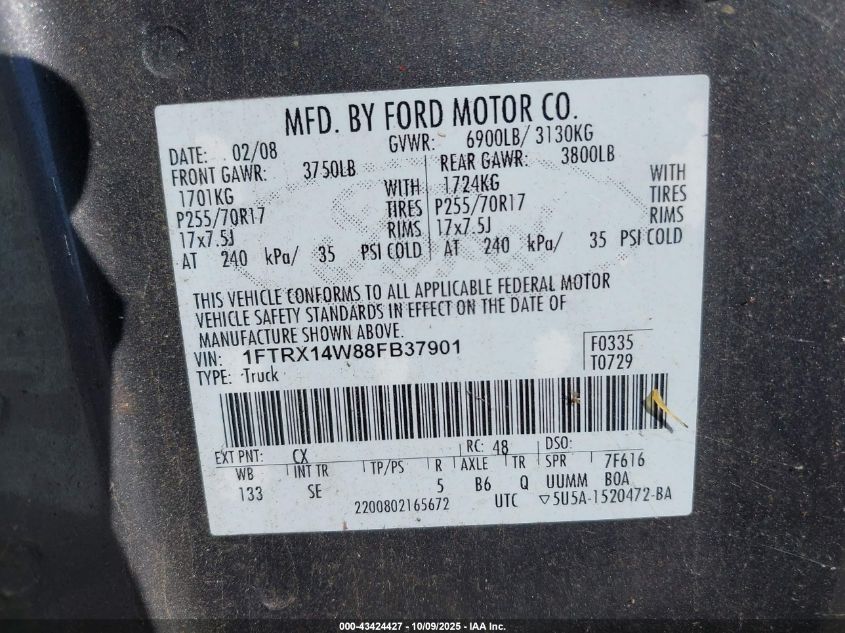 MFD. BY FORD MOTOR CO.
DATE: 02/08 GVWR: 6900LB/ 3130KG
FRONT GAWR: 3750LB REAR GAWR: 3800LB
1701KG WITH 1724KG WITH
P255/70R17 TIRES P255/70R17 TIRES
17x7.5J RIMS 17x7.5J RIMS
AT 240 kPa/ 35 PSI COLD AT 240 kPa/ 35 PSI COLD
THIS VEHICLE CONFORMS TO ALL APPLICABLE FEDERAL MOTOR
VEHICLE SAFETY STANDARDS IN EFFECT ON THE DATE OF
MANUFACTURE SHOWN ABOVE.
VIN: 1FTRX14W88FB37901 F0335
TYPE: Truck T0729
EXT PNT: CX RC: 48 DSO:
WB INT TR TP/PS R AXLE TR SPR 7F616
133 SE 5 B6 Q UUMM BOA
2200802165672 UTC ▽5U5A-1520472-BA
000-43424427 - 10/09/2025 - IAA Inc.